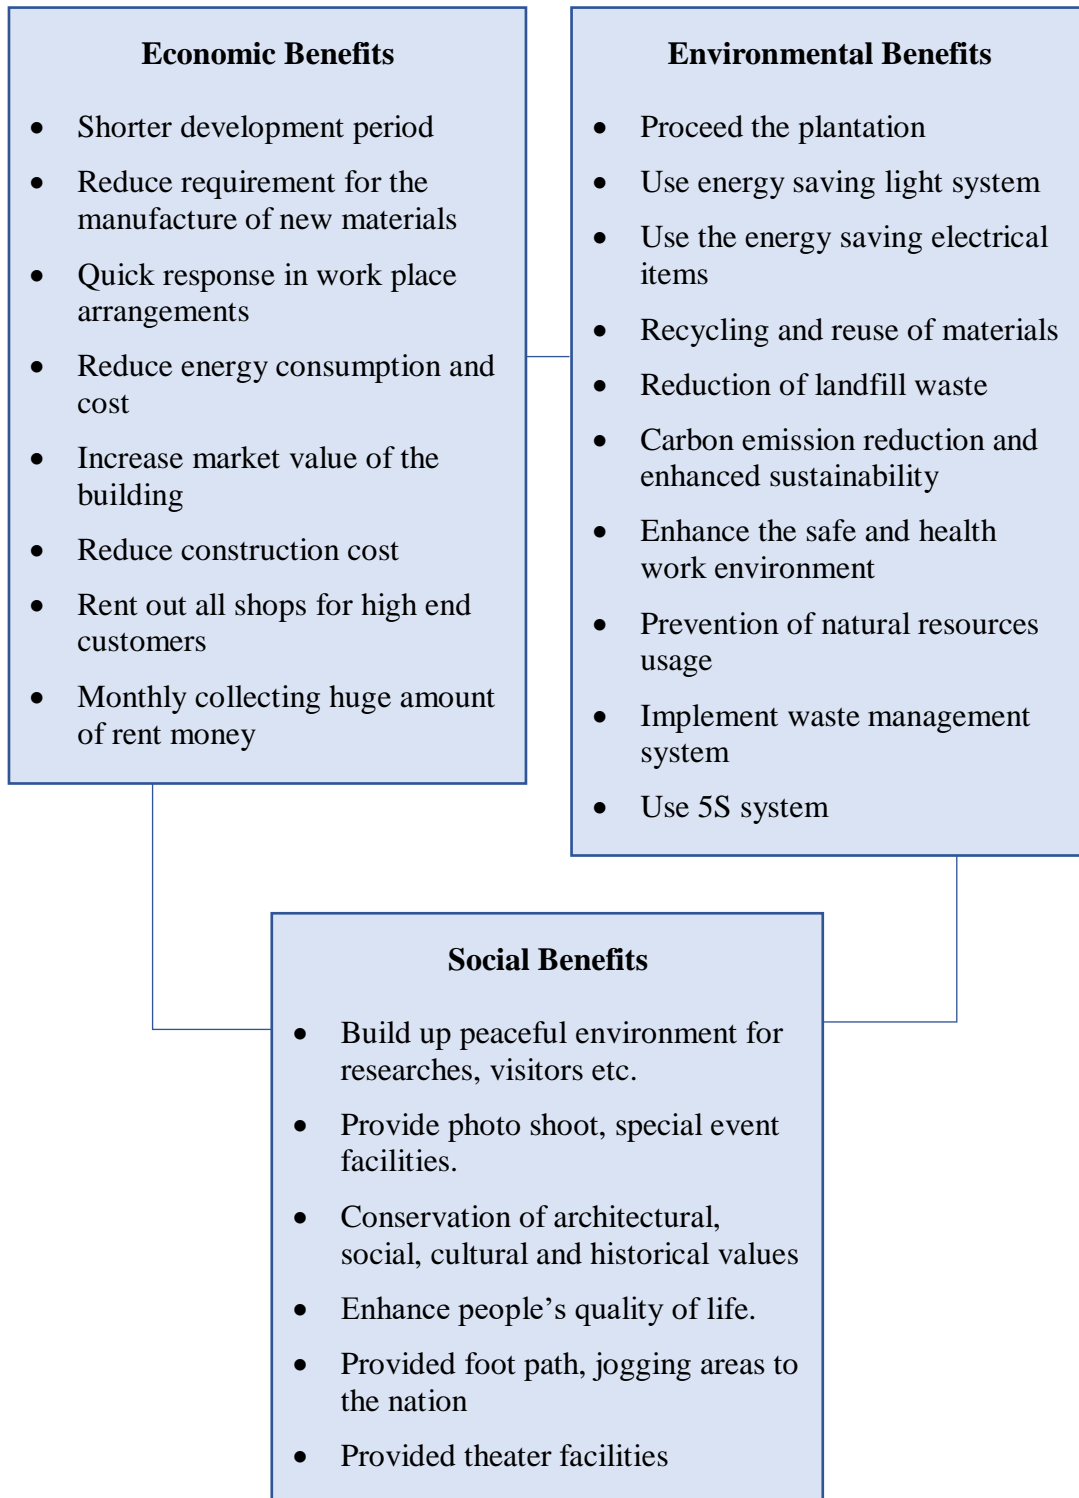 Economic Benefits
• Shorter development period
• Reduce requirement for the
manufacture of new materials
• Quick response in work place
arrangements
• Reduce energy consumption and
cost
• Increase market value of the
building
• Reduce construction cost
• Rent out all shops for high end
customers
• Monthly collecting huge amount
of rent money
Environmental Benefits
• Proceed the plantation
• Use energy saving light system
• Use the energy saving electrical
items
• Recycling and reuse of materials
• Reduction of landfill waste
• Carbon emission reduction and
enhanced sustainability
• Enhance the safe and health
work environment
• Prevention of natural resources
usage
• Implement waste management
system
• Use 5S system
Social Benefits
• Build up peaceful environment for
researches, visitors etc.
• Provide photo shoot, special event
facilities.
• Conservation of architectural,
social, cultural and historical values
• Enhance people’s quality of life.
• Provided foot path, jogging areas to
the nation
• Provided theater facilities